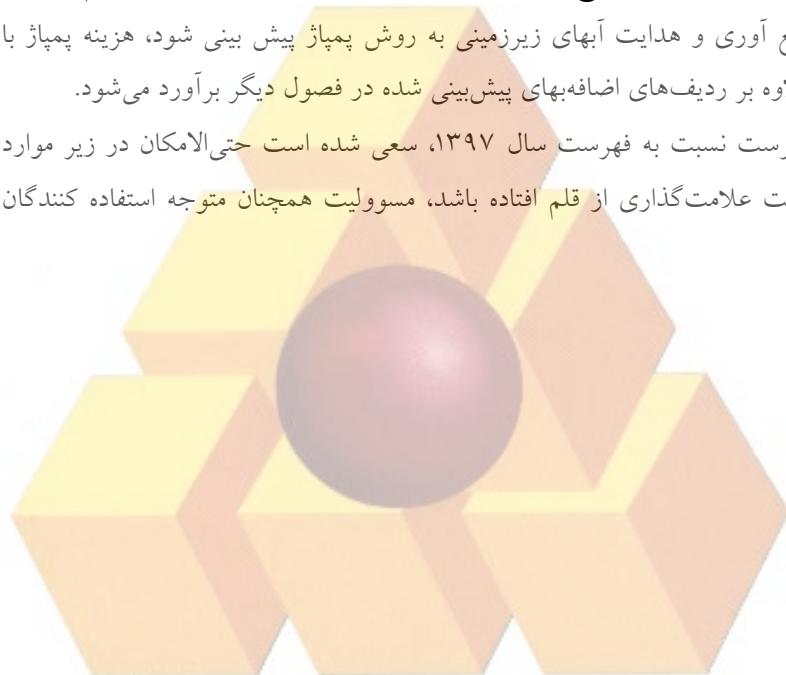 ع آوری و هدایت آبهای زیرزمینی به روش پمپاژ پیش بینی شود، هزینه پمپاژ با
لاوه بر ردیف‌های اضافه‌بهای پیش‌بینی شده در فصول دیگر برآورد می‌شود.
رست نسبت به فهرست سال ۱۳۹۷، سعی شده است حتی‌الامکان در زیر موارد
ت علامت‌گذاری از قلم افتاده باشد، مسوولیت همچنان متوجه استفاده کنندگان